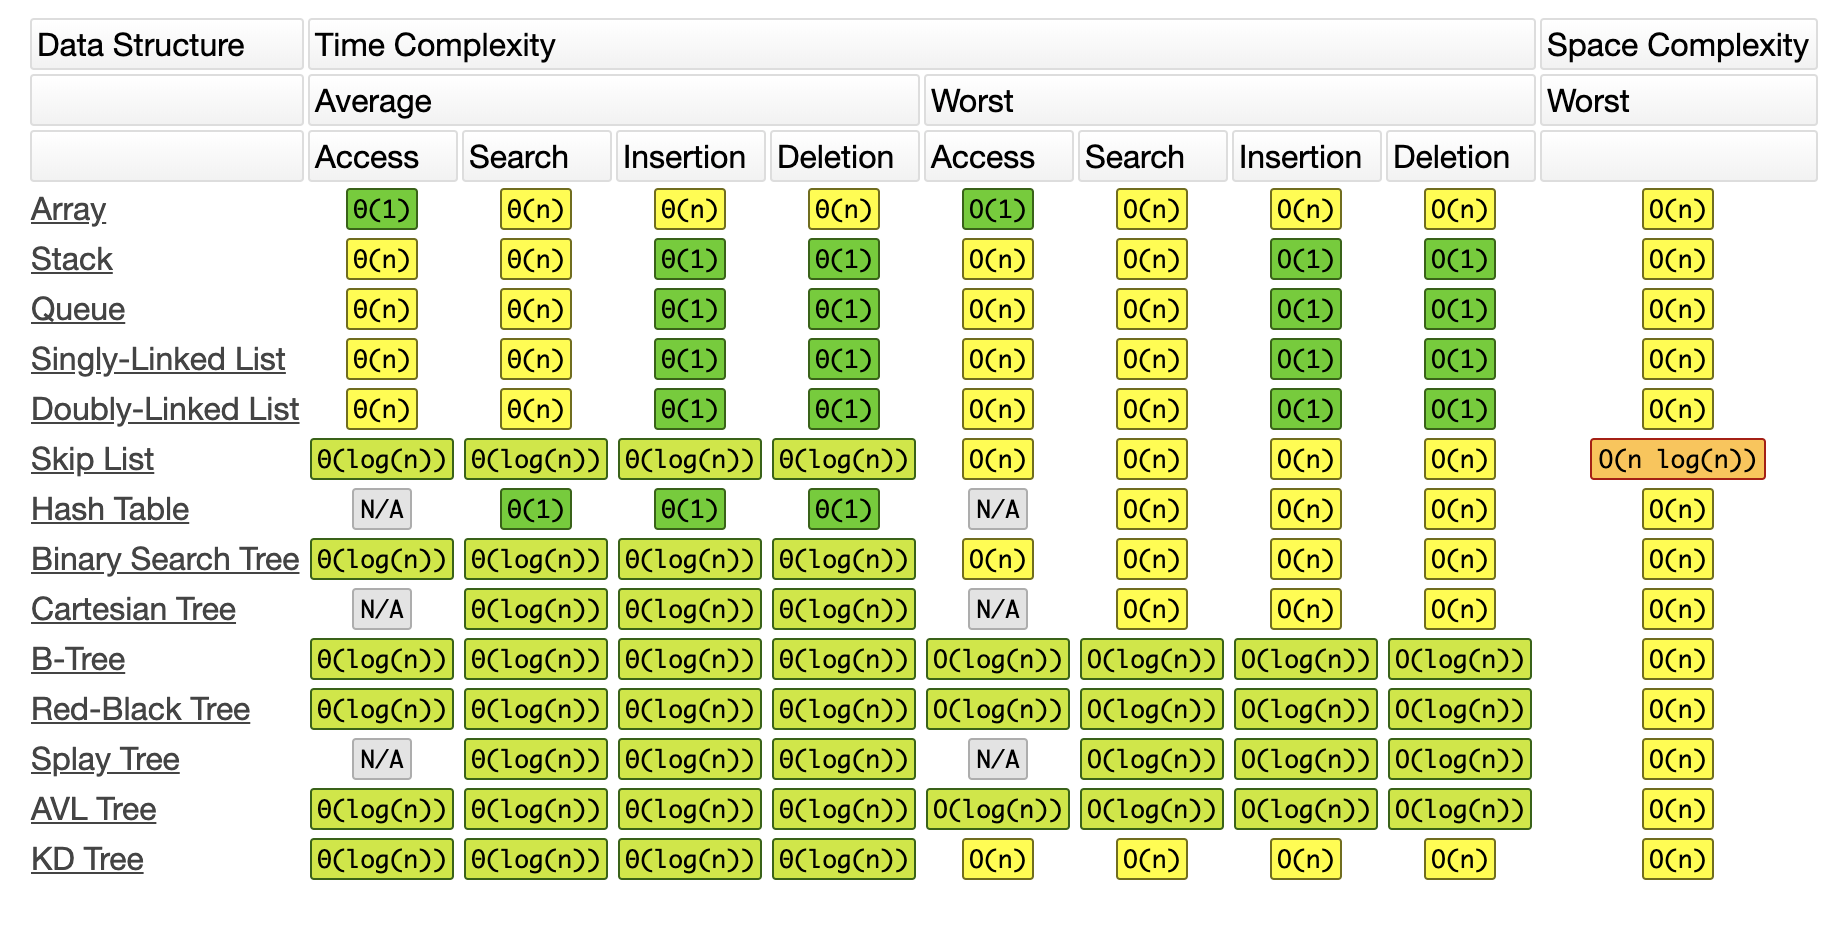 Data Structure Time Complexity Space Complexity
Average Worst Worst
Access Search Insertion Deletion Access Search Insertion Deletion
Array Θ(1) Θ(n) Θ(n) Θ(n) O(1) O(n) O(n) O(n) O(n)
Stack Θ(n) Θ(n) Θ(1) Θ(1) O(n) O(n) O(1) O(1) O(n)
Queue Θ(n) Θ(n) Θ(1) Θ(1) O(n) O(n) O(1) O(1) O(n)
Singly-Linked List Θ(n) Θ(n) Θ(1) Θ(1) O(n) O(n) O(1) O(1) O(n)
Doubly-Linked List Θ(n) Θ(n) Θ(1) Θ(1) O(n) O(n) O(1) O(1) O(n)
Skip List Θ(log(n)) Θ(log(n)) Θ(log(n)) Θ(log(n)) O(n) O(n) O(n) O(n) O(n log(n))
Hash Table N/A Θ(1) Θ(1) Θ(1) N/A O(n) O(n) O(n) O(n)
Binary Search Tree Θ(log(n)) Θ(log(n)) Θ(log(n)) Θ(log(n)) O(n) O(n) O(n) O(n) O(n)
Cartesian Tree N/A Θ(log(n)) Θ(log(n)) Θ(log(n)) N/A O(n) O(n) O(n) O(n)
B-Tree Θ(log(n)) Θ(log(n)) Θ(log(n)) Θ(log(n)) O(log(n)) O(log(n)) O(log(n)) O(log(n)) O(n)
Red-Black Tree Θ(log(n)) Θ(log(n)) Θ(log(n)) Θ(log(n)) O(log(n)) O(log(n)) O(log(n)) O(log(n)) O(n)
Splay Tree N/A Θ(log(n)) Θ(log(n)) Θ(log(n)) N/A O(log(n)) O(log(n)) O(log(n)) O(n)
AVL Tree Θ(log(n)) Θ(log(n)) Θ(log(n)) Θ(log(n)) O(log(n)) O(log(n)) O(log(n)) O(log(n)) O(n)
KD Tree Θ(log(n)) Θ(log(n)) Θ(log(n)) Θ(log(n)) O(n) O(n) O(n) O(n) O(n)